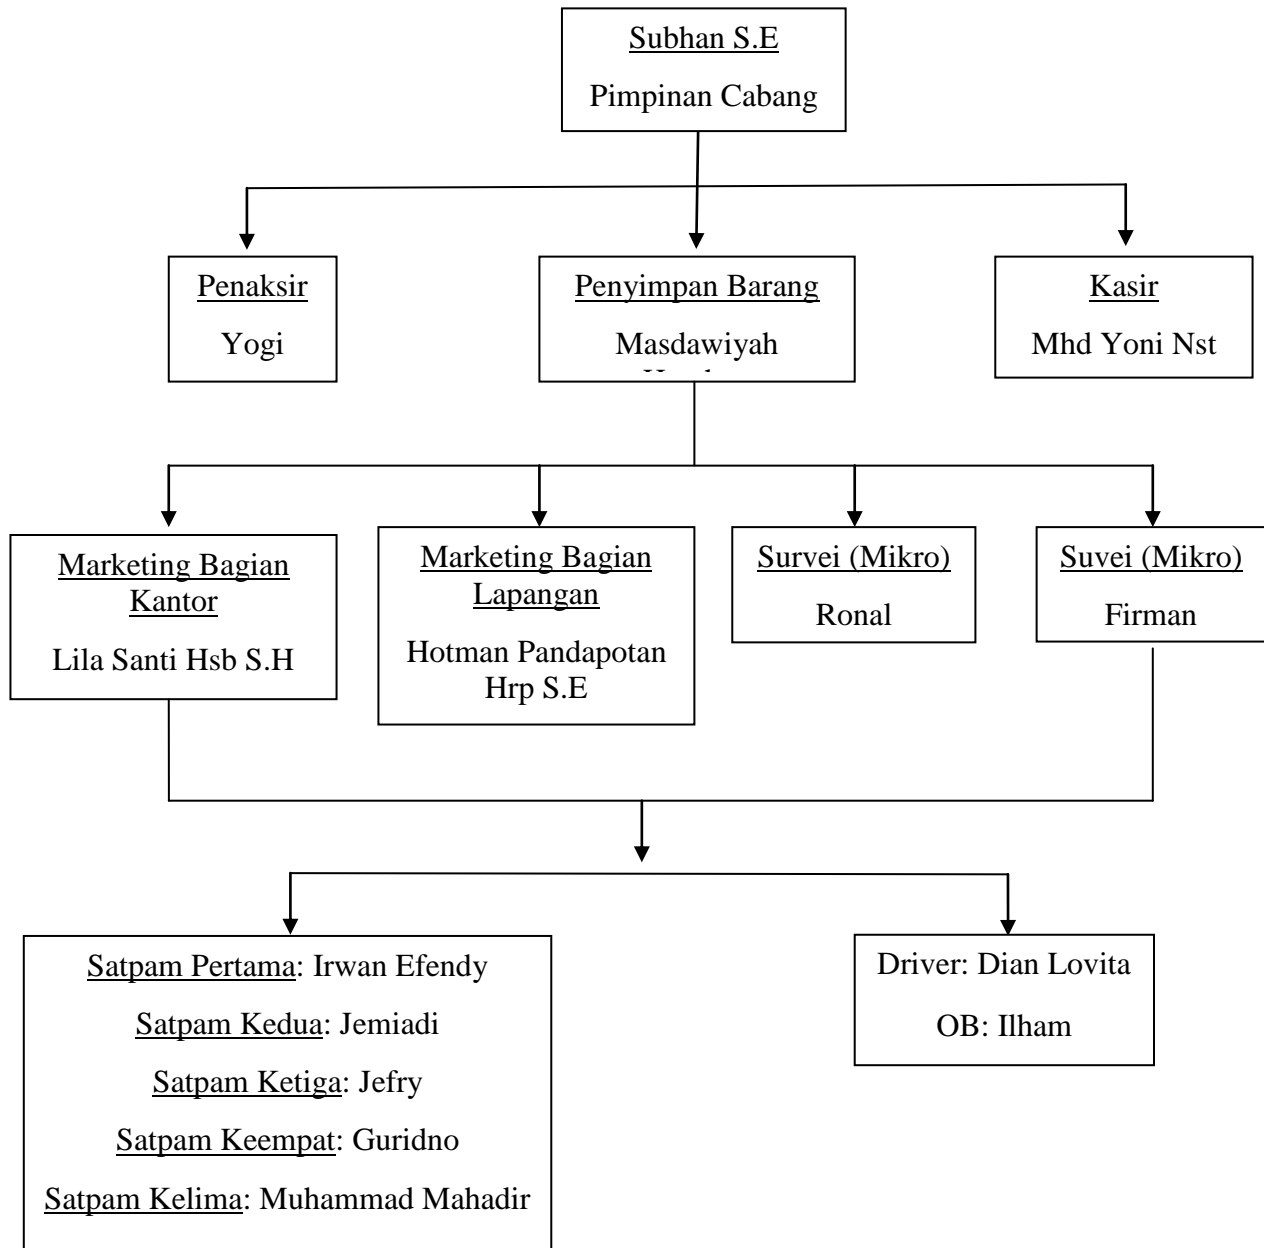 Subhan S.E
Pimpinan Cabang
Penaksir
Yogi
Penyimpan Barang
Masdawiyah
Kasir
Mhd Yoni Nst
Marketing Bagian
Kantor
Lila Santi Hsb S.H
Marketing Bagian
Lapangan
Hotman Pandapotan
Hrp S.E
Survei (Mikro)
Ronal
Suvei (Mikro)
Firman
Satpam Pertama: Irwan Efendy
Satpam Kedua: Jemiadi
Satpam Ketiga: Jefry
Satpam Keempat: Guridno
Satpam Kelima: Muhammad Mahadir
Driver: Dian Lovita
OB: Ilham